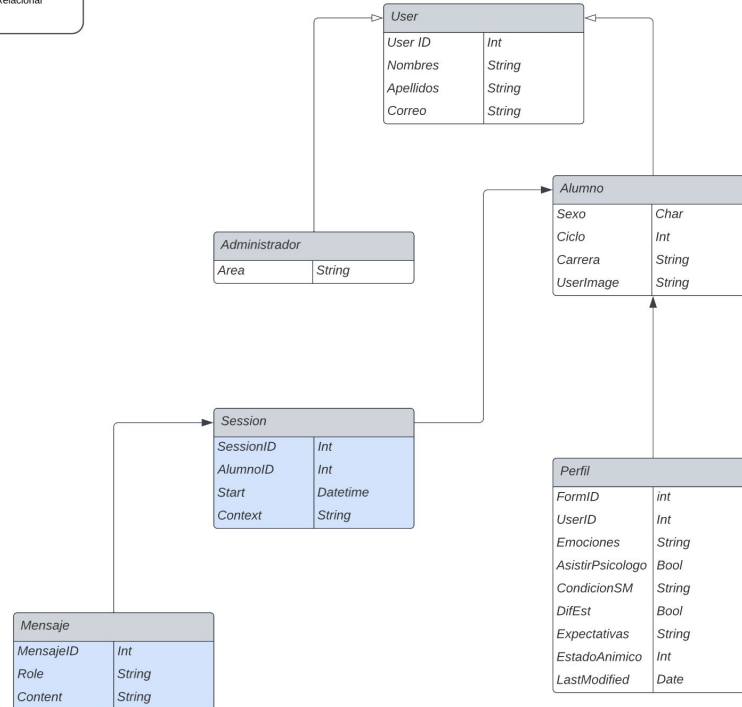 Relacional
User
User ID Int
Nombres String
Apellidos String
Correo String
Alumno
Sexo Char
Ciclo Int
Carrera String
UserImage String
Administrador
Area String
Session
SessionID Int
AlumnoID Int
Start Datetime
Context String
Perfil
FormID int
UserID Int
Emociones String
AsistirPsicologo Bool
CondicionSM String
DifEst Bool
Expectativas String
EstadoAnimico Int
LastModified Date
Mensaje
MensajeID Int
Role String
Content String